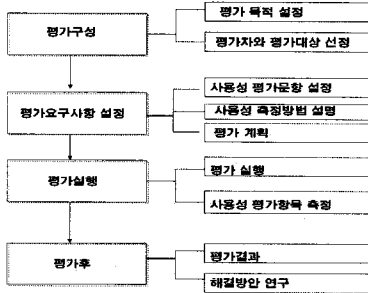 평가구성
평가 목적 설정
평가자와 평가대상 선정
평가요구사항 설정
사용성 평가문항 설정
사용성 측정방법 설명
평가 계획
평가실행
평가 실행
사용성 평가항목 측정
평가후
평가결과
해결방안 연구